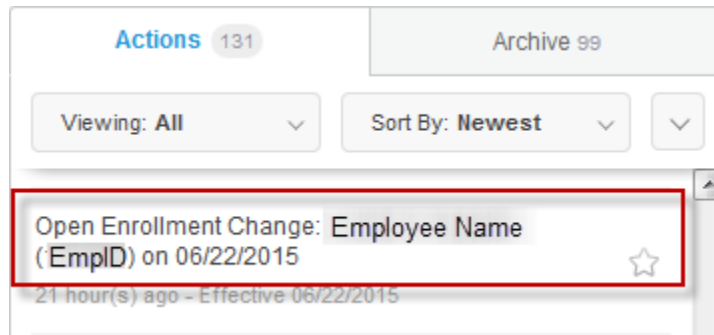 Actions 131 Archive 99
Viewing: All Sort By: Newest
Open Enrollment Change: Employee Name
(EmpID) on 06/22/2015
21 hour(s) ago - Effective 06/22/2015